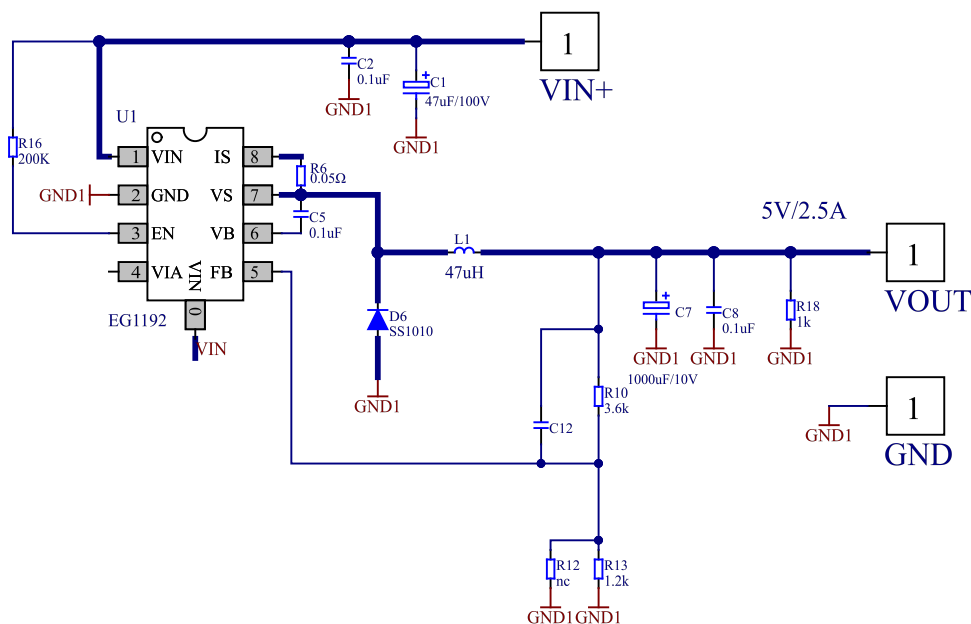 1
VIN+
C2
0.1uF
GND1
C1
47uF/100V
GND1
U1
R16
200K
1
VIN
IS
8
R6
0.05Ω
GND1
2
GND
VS
7
C5
0.1uF
3
EN
VB
6
4
VIA
VIN
FB
5
0
EG1192
VIN
D6
SS1010
GND1
L1
47uH
5V/2.5A
1
VOUT
C7
GND1
1000uF/10V
C8
0.1uF
GND1
R18
1k
GND1
R10
3.6k
C12
1
GND
GND1
R12
nc
GND1
R13
1.2k
GND1